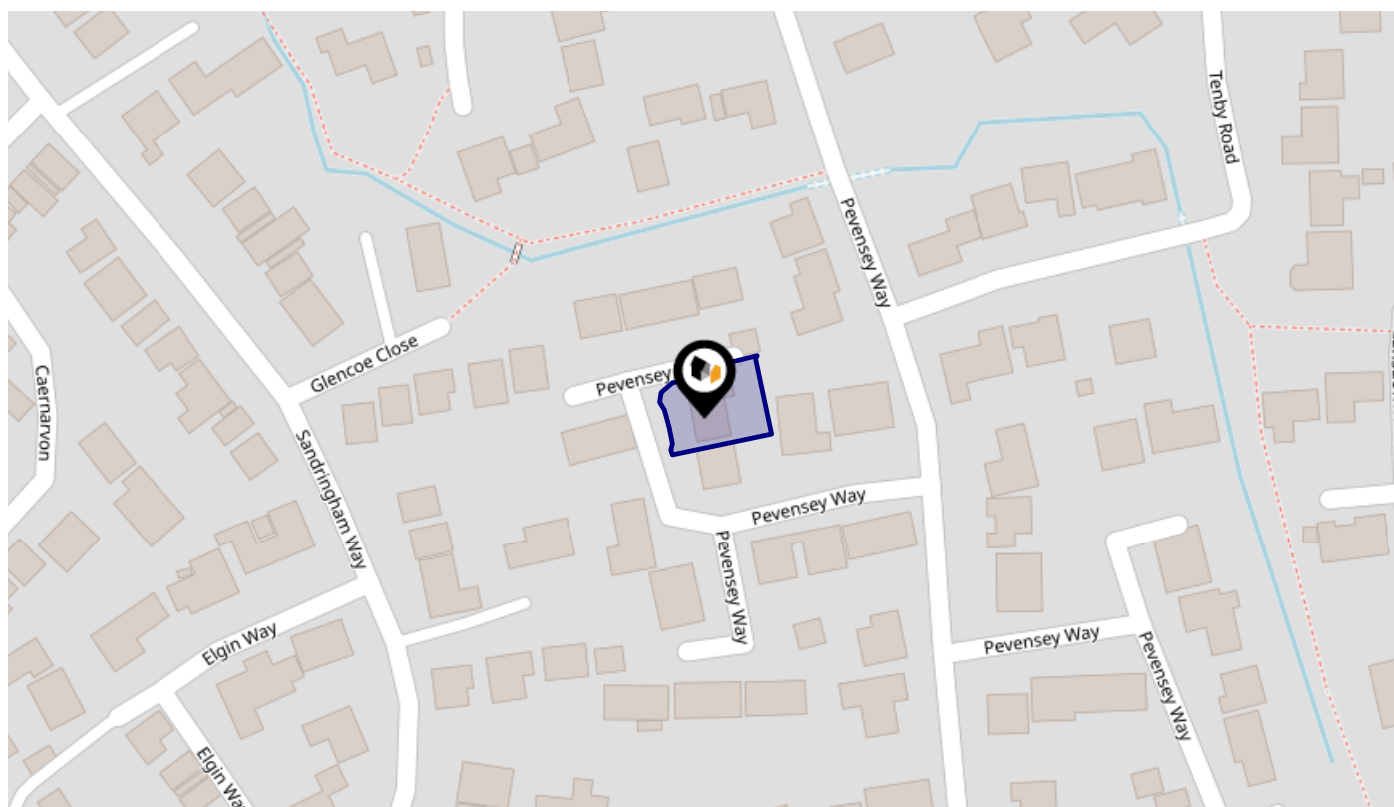 Tenby Road
Pevensey Way
Glencoe Close
Pevensey
Caernarvon
Sandringham Way
Pevensey Way
Pevensey Way
Elgin Way
Pevensey Way
Pevensey Way
Elgin Wa